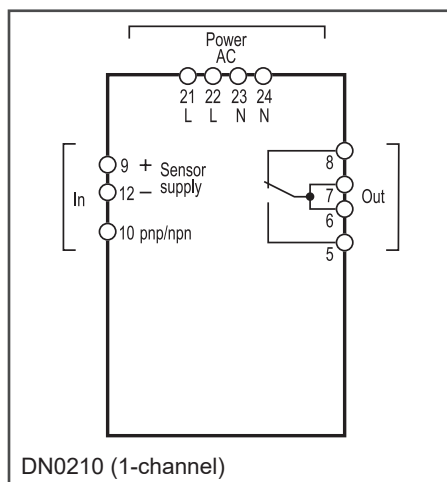 Power
AC
21 22 23 24
L L N N
9 + Sensor
supply
12 –
In
10 pnp/npn
8
7
Out
6
5
DN0210 (1-channel)